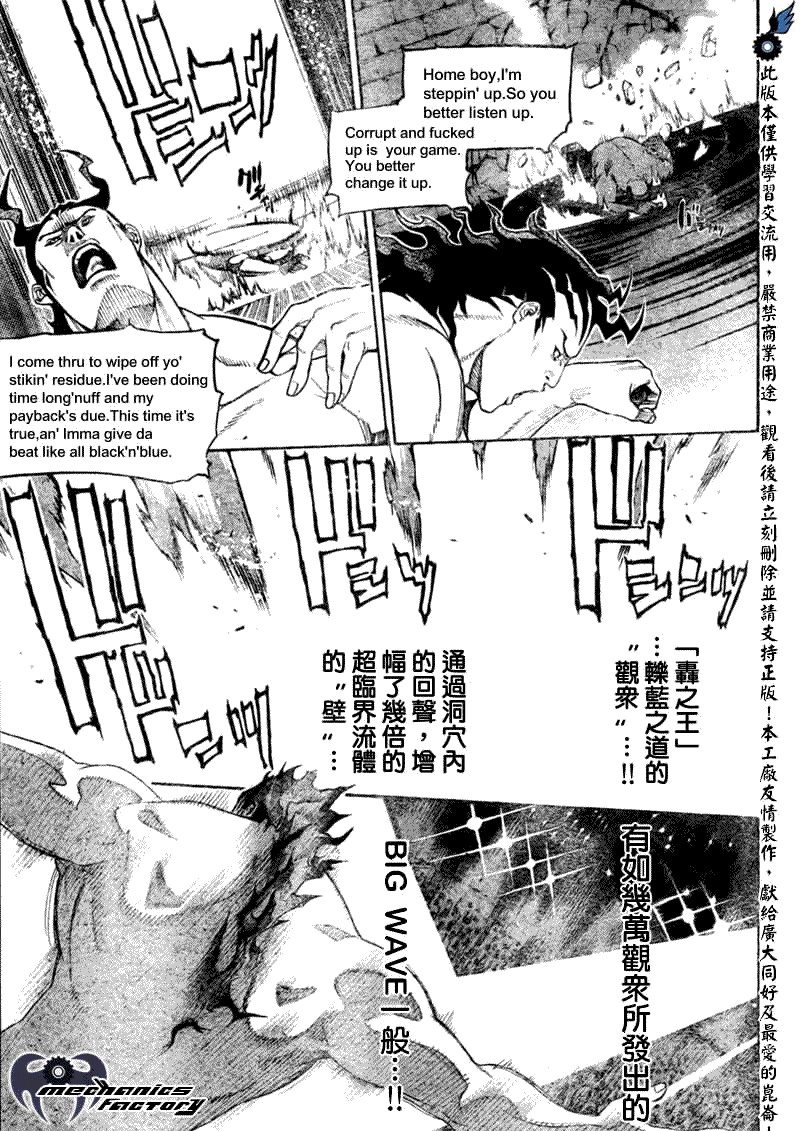 Home boy,I'm
steppin' up.So you
better listen up.
Corrupt and fucked
up is your game.
You better
change it up.
I come thru to wipe off yo'
stikin' residue.I've been doing
time long'nuff and my
payback's due.This time it's
true,an' Imma give da
beat like all black'n'blue.
「轟之王」
…轢藍之道的
〝觀衆〞…!!
通過洞穴內
的回聲，增
幅了幾倍的
超臨界流體
的〝壁〞…
有如幾萬觀衆所發出的
BIG WAVE一般…!!
此版本僅供學習交流用，嚴禁商業用途，觀看後請立刻刪除並請支持正版！本工廠友情製作，獻給廣大同好及最愛的崑崙！
mechanics
factory